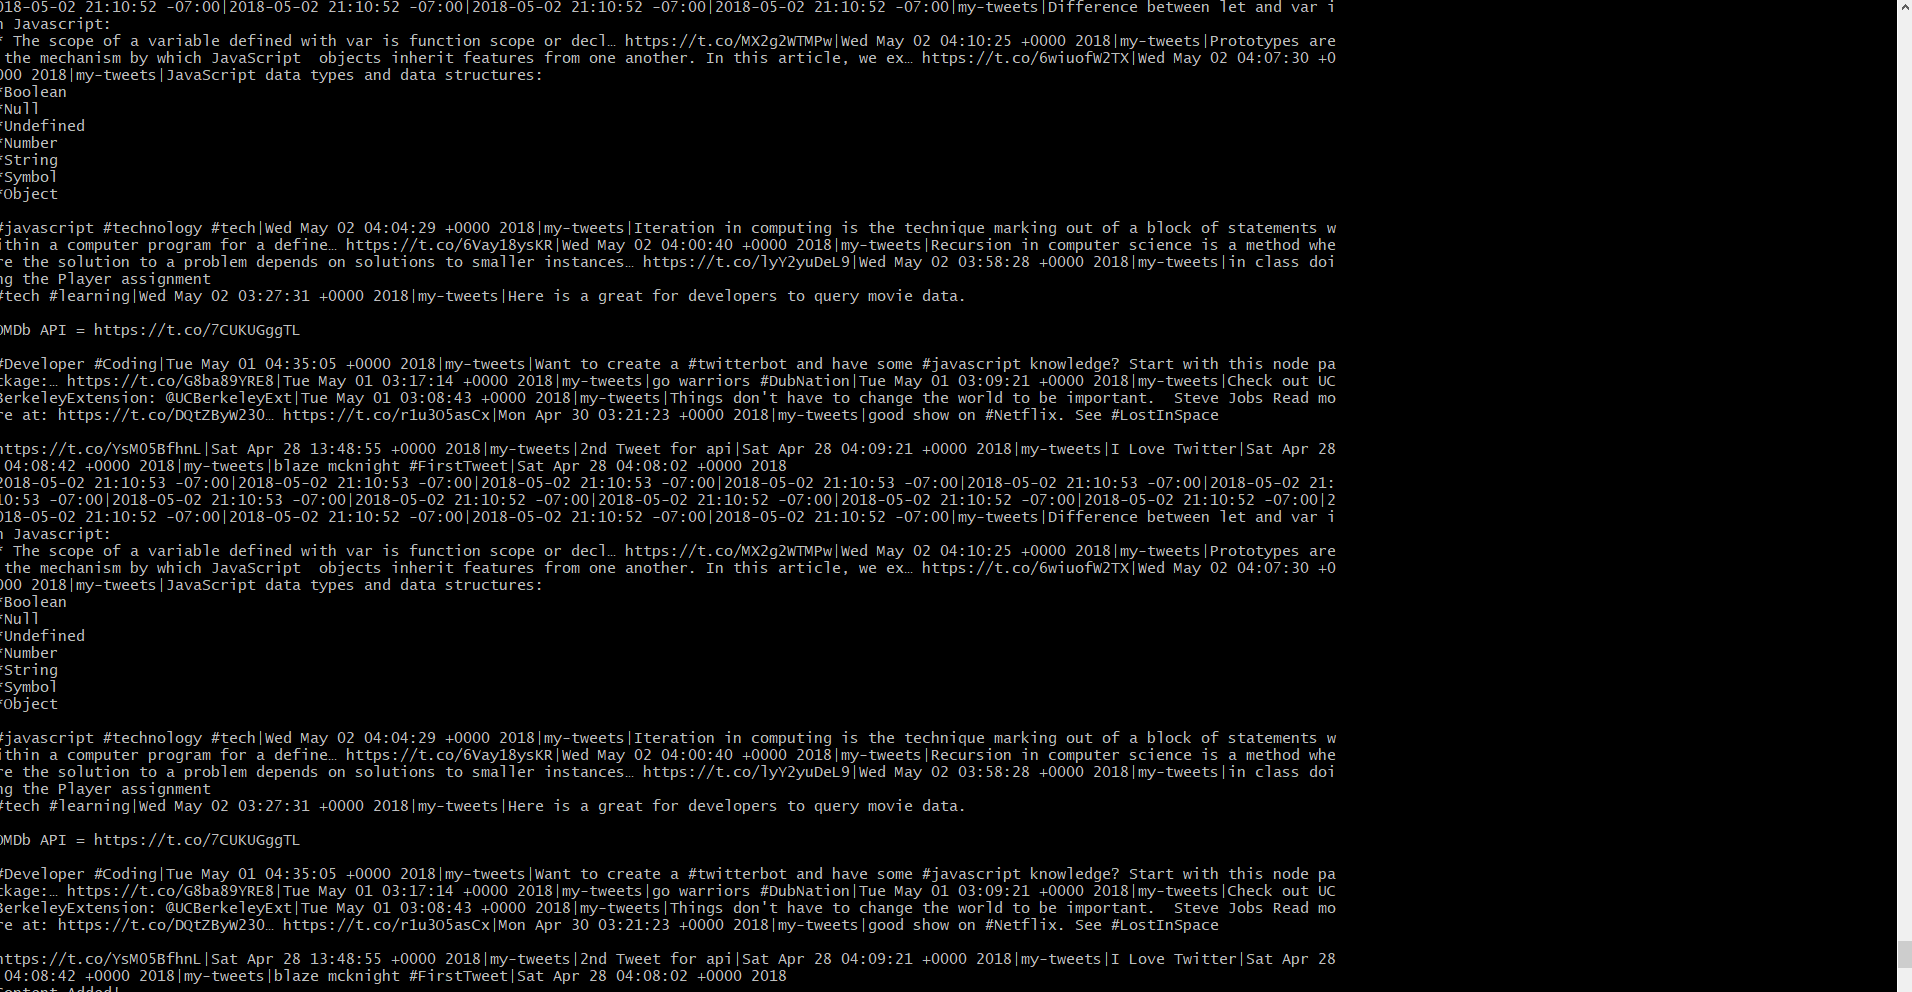 018-05-02 21:10:52 -07:00|2018-05-02 21:10:52 -07:00|2018-05-02 21:10:52 -07:00|2018-05-02 21:10:52 -07:00|my-tweets|Difference between let and var i
n Javascript:
* The scope of a variable defined with var is function scope or decl… https://t.co/MX2g2WTMPw|Wed May 02 04:10:25 +0000 2018|my-tweets|Prototypes are
 the mechanism by which JavaScript  objects inherit features from one another. In this article, we ex… https://t.co/6wiuofW2TX|Wed May 02 04:07:30 +0
000 2018|my-tweets|JavaScript data types and data structures:
*Boolean
*Null
*Undefined
*Number
*String
*Symbol
*Object
#javascript #technology #tech|Wed May 02 04:04:29 +0000 2018|my-tweets|Iteration in computing is the technique marking out of a block of statements w
ithin a computer program for a define… https://t.co/6Vay18ysKR|Wed May 02 04:00:40 +0000 2018|my-tweets|Recursion in computer science is a method whe
re the solution to a problem depends on solutions to smaller instances… https://t.co/lyY2yuDeL9|Wed May 02 03:58:28 +0000 2018|my-tweets|in class doi
ng the Player assignment
#tech #learning|Wed May 02 03:27:31 +0000 2018|my-tweets|Here is a great for developers to query movie data.
OMDb API = https://t.co/7CUKUGggTL
#Developer #Coding|Tue May 01 04:35:05 +0000 2018|my-tweets|Want to create a #twitterbot and have some #javascript knowledge? Start with this node pa
ckage:… https://t.co/G8ba89YRE8|Tue May 01 03:17:14 +0000 2018|my-tweets|go warriors #DubNation|Tue May 01 03:09:21 +0000 2018|my-tweets|Check out UC
BerkeleyExtension: @UCBerkeleyExt|Tue May 01 03:08:43 +0000 2018|my-tweets|Things don't have to change the world to be important.  Steve Jobs Read mo
re at: https://t.co/DQtZByW23O… https://t.co/r1u3O5asCx|Mon Apr 30 03:21:23 +0000 2018|my-tweets|good show on #Netflix. See #LostInSpace
https://t.co/YsM05BfhnL|Sat Apr 28 13:48:55 +0000 2018|my-tweets|2nd Tweet for api|Sat Apr 28 04:09:21 +0000 2018|my-tweets|I Love Twitter|Sat Apr 28
 04:08:42 +0000 2018|my-tweets|blaze mcknight #FirstTweet|Sat Apr 28 04:08:02 +0000 2018
2018-05-02 21:10:53 -07:00|2018-05-02 21:10:53 -07:00|2018-05-02 21:10:53 -07:00|2018-05-02 21:10:53 -07:00|2018-05-02 21:10:53 -07:00|2018-05-02 21:
10:53 -07:00|2018-05-02 21:10:53 -07:00|2018-05-02 21:10:52 -07:00|2018-05-02 21:10:52 -07:00|2018-05-02 21:10:52 -07:00|2018-05-02 21:10:52 -07:00|2
018-05-02 21:10:52 -07:00|2018-05-02 21:10:52 -07:00|2018-05-02 21:10:52 -07:00|2018-05-02 21:10:52 -07:00|my-tweets|Difference between let and var i
n Javascript:
* The scope of a variable defined with var is function scope or decl… https://t.co/MX2g2WTMPw|Wed May 02 04:10:25 +0000 2018|my-tweets|Prototypes are
 the mechanism by which JavaScript  objects inherit features from one another. In this article, we ex… https://t.co/6wiuofW2TX|Wed May 02 04:07:30 +0
000 2018|my-tweets|JavaScript data types and data structures:
*Boolean
*Null
*Undefined
*Number
*String
*Symbol
*Object
#javascript #technology #tech|Wed May 02 04:04:29 +0000 2018|my-tweets|Iteration in computing is the technique marking out of a block of statements w
ithin a computer program for a define… https://t.co/6Vay18ysKR|Wed May 02 04:00:40 +0000 2018|my-tweets|Recursion in computer science is a method whe
re the solution to a problem depends on solutions to smaller instances… https://t.co/lyY2yuDeL9|Wed May 02 03:58:28 +0000 2018|my-tweets|in class doi
ng the Player assignment
#tech #learning|Wed May 02 03:27:31 +0000 2018|my-tweets|Here is a great for developers to query movie data.
OMDb API = https://t.co/7CUKUGggTL
#Developer #Coding|Tue May 01 04:35:05 +0000 2018|my-tweets|Want to create a #twitterbot and have some #javascript knowledge? Start with this node pa
ckage:… https://t.co/G8ba89YRE8|Tue May 01 03:17:14 +0000 2018|my-tweets|go warriors #DubNation|Tue May 01 03:09:21 +0000 2018|my-tweets|Check out UC
BerkeleyExtension: @UCBerkeleyExt|Tue May 01 03:08:43 +0000 2018|my-tweets|Things don't have to change the world to be important.  Steve Jobs Read mo
re at: https://t.co/DQtZByW23O… https://t.co/r1u3O5asCx|Mon Apr 30 03:21:23 +0000 2018|my-tweets|good show on #Netflix. See #LostInSpace
https://t.co/YsM05BfhnL|Sat Apr 28 13:48:55 +0000 2018|my-tweets|2nd Tweet for api|Sat Apr 28 04:09:21 +0000 2018|my-tweets|I Love Twitter|Sat Apr 28
 04:08:42 +0000 2018|my-tweets|blaze mcknight #FirstTweet|Sat Apr 28 04:08:02 +0000 2018
Content Added!